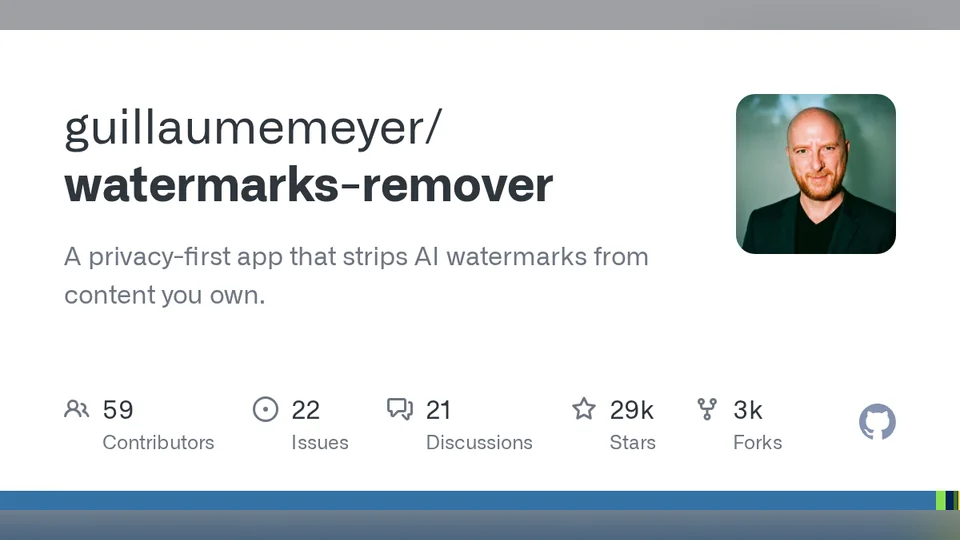 guillaumemeyer/
watermarks-remover
A privacy-first app that strips AI watermarks from
content you own.
59
Contributors
22
Issues
21
Discussions
29k
Stars
3k
Forks